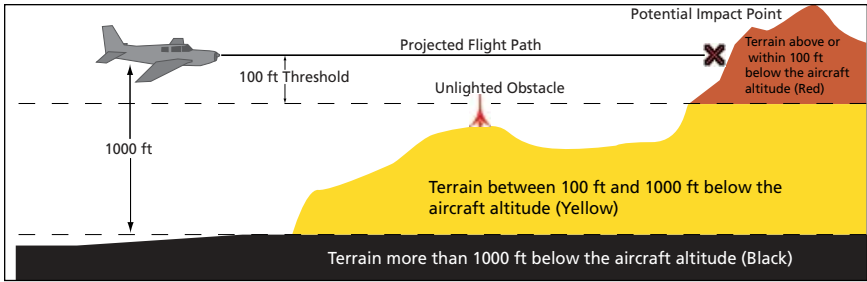 Potential Impact Point
Projected Flight Path
Terrain above or
within 100 ft
below the aircraft
altitude (Red)
100 ft Threshold
Unlighted Obstacle
1000 ft
Terrain between 100 ft and 1000 ft below the
aircraft altitude (Yellow)
Terrain more than 1000 ft below the aircraft altitude (Black)